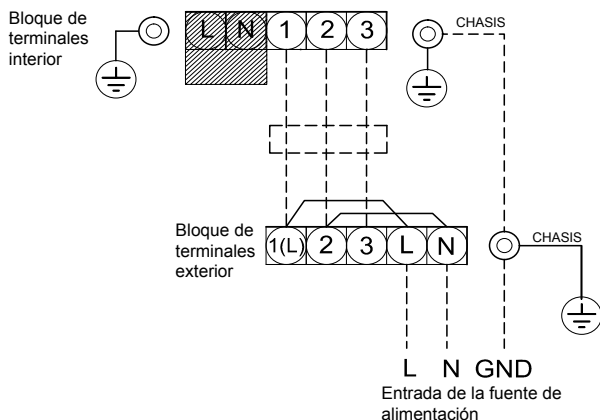 Bloque de
terminales
interior
L N 1 2 3
CHASIS
Bloque de
terminales
exterior
1(L) 2 3 L N
CHASIS
L N GND
Entrada de la fuente de
alimentación